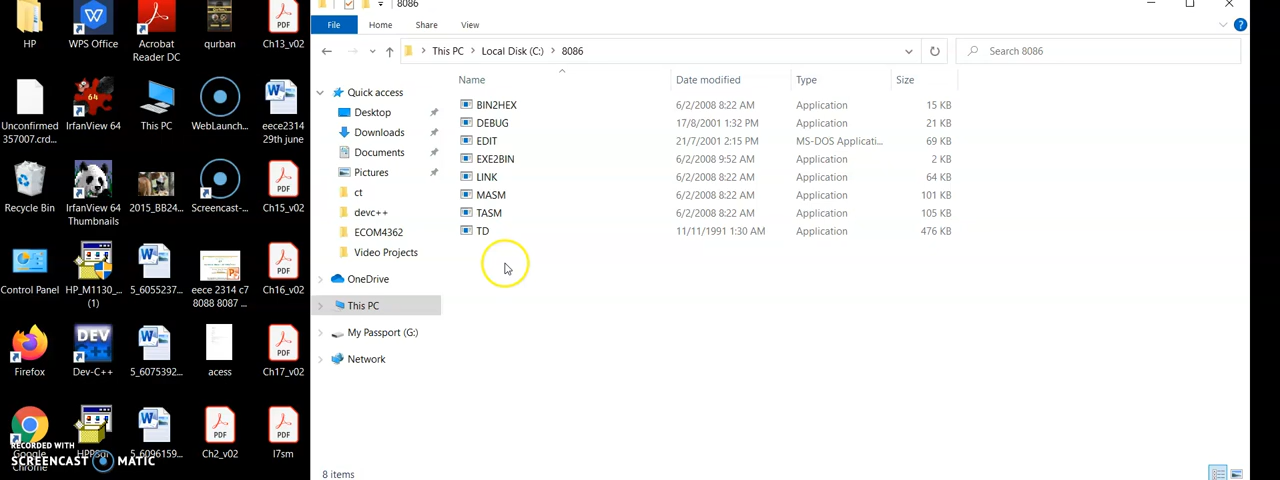 8086
File Home Share View
This PC Local Disk (C:) 8086 Search 8086
Name Date modified Type Size
Quick access
Desktop
Downloads
Documents
Pictures
ct
devc++
ECOM4362
Video Projects
OneDrive
This PC
My Passport (G:)
Network
BIN2HEX 6/2/2008 8:22 AM Application 15 KB
DEBUG 17/8/2001 1:32 PM Application 21 KB
EDIT 21/7/2001 2:15 PM MS-DOS Applicati... 69 KB
EXE2BIN 6/2/2008 9:52 AM Application 2 KB
LINK 6/2/2008 8:22 AM Application 64 KB
MASM 6/2/2008 8:22 AM Application 101 KB
TASM 6/2/2008 8:22 AM Application 105 KB
TD 11/11/1991 1:30 AM Application 476 KB
8 items
HP WPS Office Acrobat Reader DC qurban Ch13_v02
Unconfirmed 357007.crd... IrfanView 64 This PC WebLaunch... eece2314 29th june
Recycle Bin IrfanView 64 Thumbnails 2015_BB24... Screencast-... Ch15_v02
Control Panel HP_M1130_... (1) 5_6055237... eece 2314 c7 8088 8087 ... Ch16_v02
Firefox Dev-C++ 5_6075392... acess Ch17_v02
Google Chrome 5_6096159... Ch2_v02 l7sm
RECORDED WITH
SCREENCAST MATIC